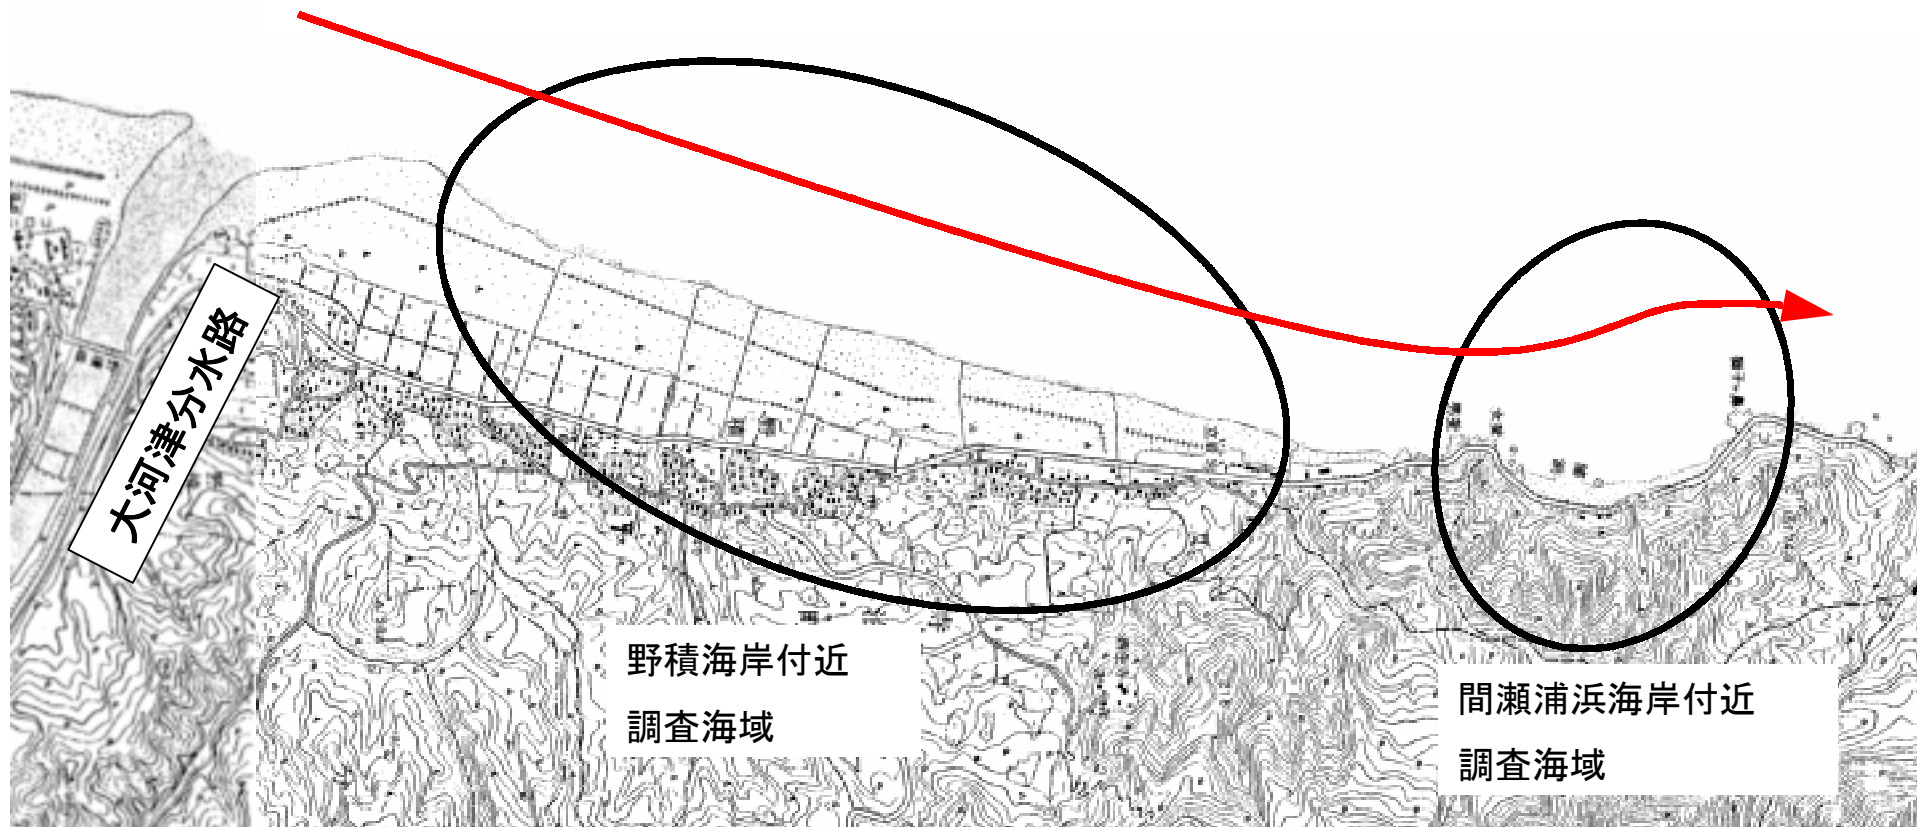 大河津分水路
野積海岸付近
調査海域
間瀬浦浜海岸付近
調査海域